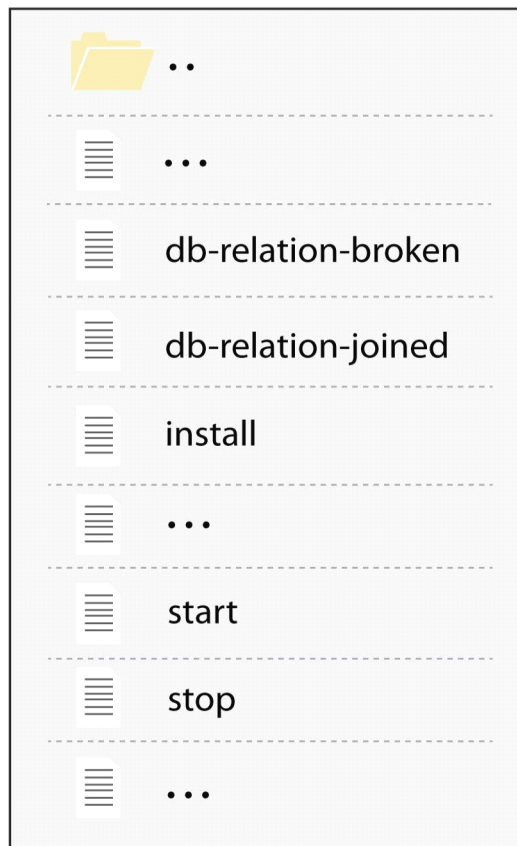 ..
...
db-relation-broken
db-relation-joined
install
...
start
stop
...